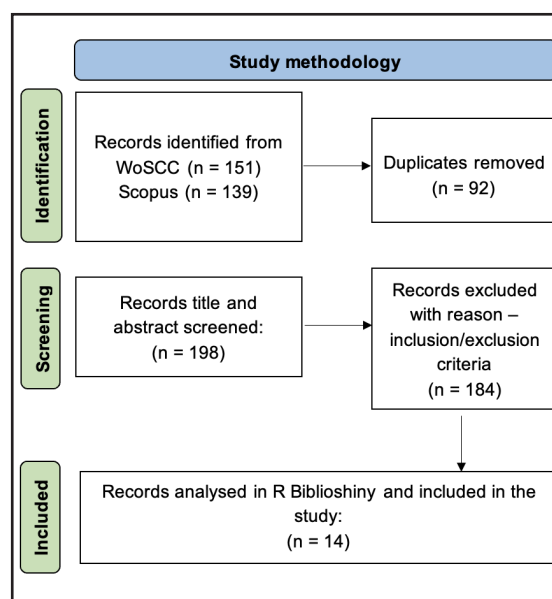 Study methodology
Identification
Records identified from
WoSCC (n = 151)
Scopus (n = 139)
Duplicates removed
(n = 92)
Screening
Records title and
abstract screened:
(n = 198)
Records excluded
with reason –
inclusion/exclusion
criteria
(n = 184)
Included
Records analysed in R Biblioshiny and included in the
study:
(n = 14)